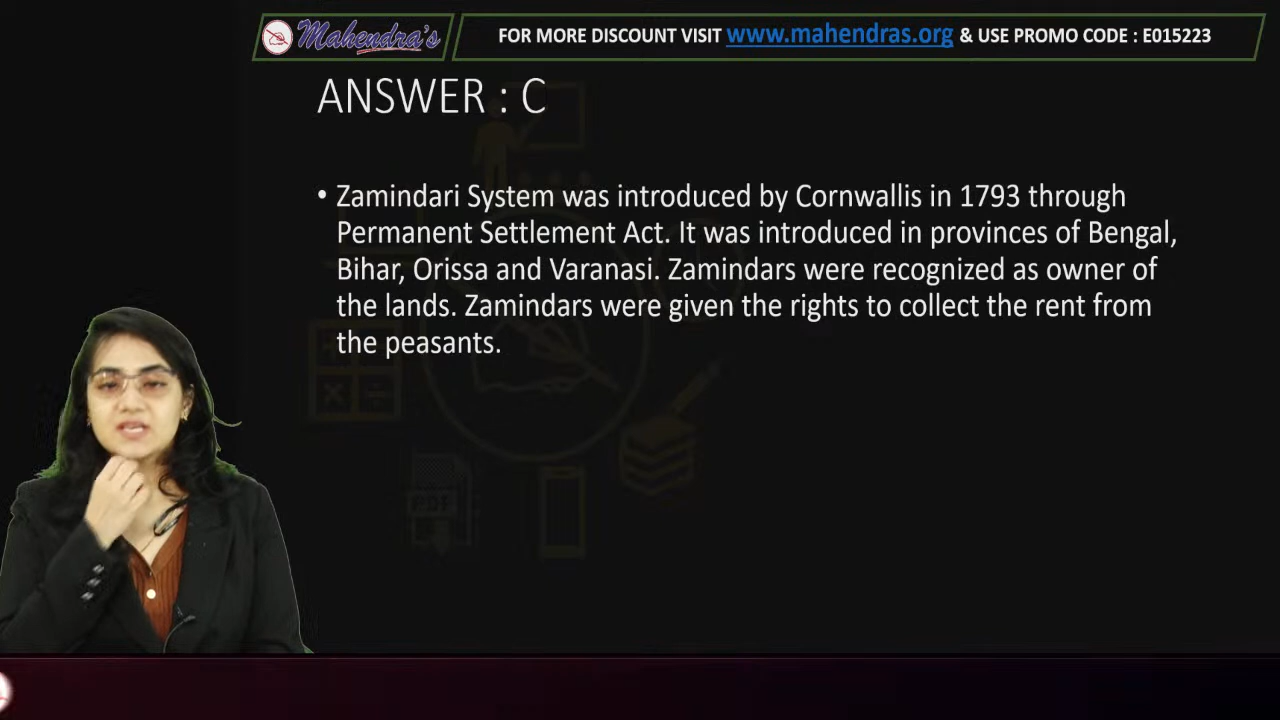 Mahendra's
FOR MORE DISCOUNT VISIT www.mahendras.org & USE PROMO CODE : E015223
ANSWER : C
• Zamindari System was introduced by Cornwallis in 1793 through
Permanent Settlement Act. It was introduced in provinces of Bengal,
Bihar, Orissa and Varanasi. Zamindars were recognized as owner of
the lands. Zamindars were given the rights to collect the rent from
the peasants.
PDF